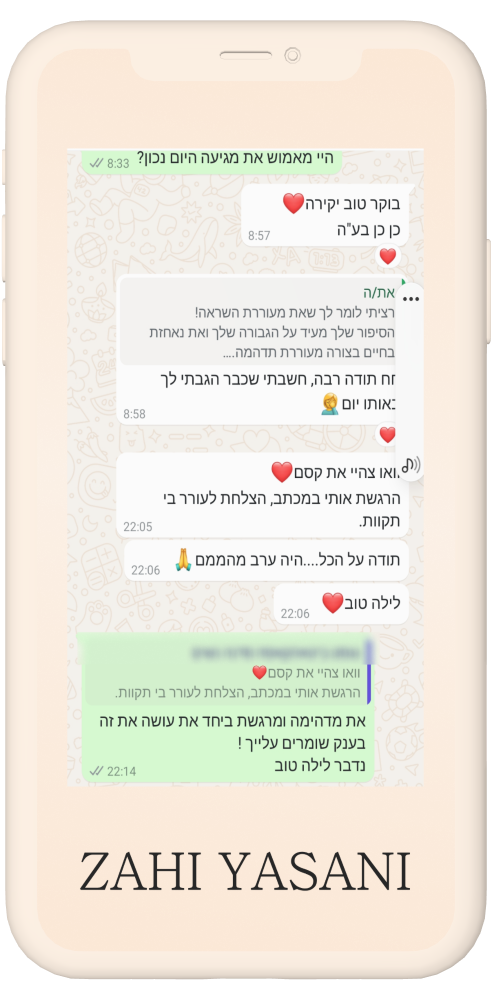 היי מאמוש את מגיעה היום נכון?
8:33
בוקר טוב יקירה❤️
כן כן בע"ה
8:57
❤️
את/ה
רציתי לומר לך שאת מעוררת השראה!
הסיפור שלך מעיד על הגבורה שלך ואת נאחזת
בחיים בצורה מעוררת תדהמה....
תודה רבה, חשבתי שכבר הגבתי לך
באותו יום🤦
8:58
❤️
וואו צהיי את קסם❤️
הרגשת אותי במכתב, הצלחת לעורר בי
תקוות.
22:05
תודה על הכל....היה ערב מהממם🙏
22:06
לילה טוב❤️
22:06
וואו צהיי את קסם❤️
הרגשת אותי במכתב, הצלחת לעורר בי תקוות.
את מדהימה ומרגשת ביחד את עושה את זה
בענק שומרים עלייך !
נדבר לילה טוב
22:14
ZAHI YASANI